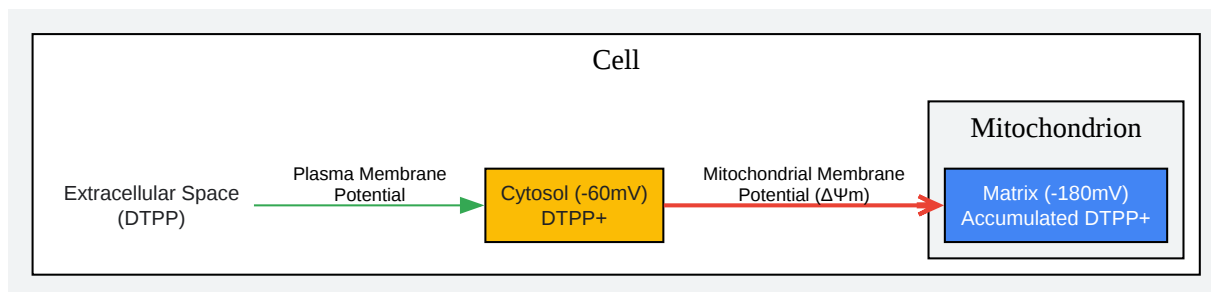 Cell
Mitochondrion
Extracellular Space
(DTPP)
Plasma Membrane
Potential
Cytosol (-60mV)
DTPP+
Mitochondrial Membrane
Potential (ΔΨm)
Matrix (-180mV)
Accumulated DTPP+